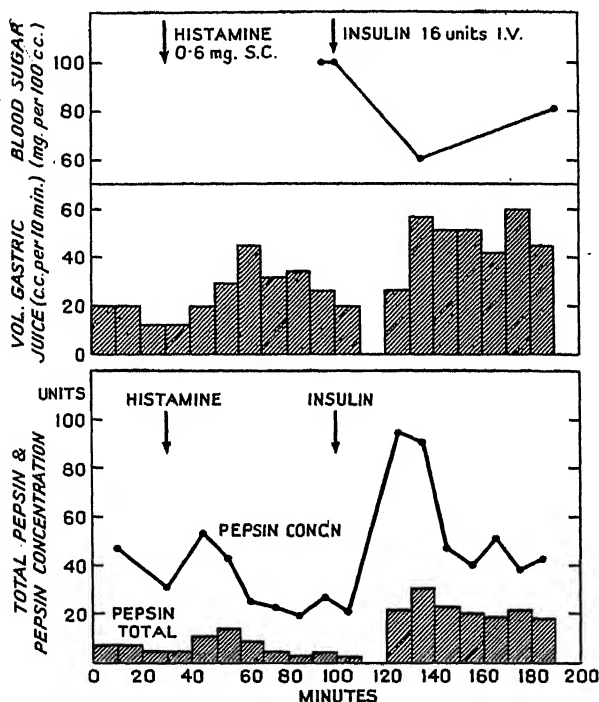 HISTAMINE
0·6 mg. S.C.
INSULIN 16 units I.V.
BLOOD SUGAR
(mg. per 100 c.c.)
100
80
60
VOL. GASTRIC
JUICE (c.c. per 10 min.)
60
40
20
0
UNITS
HISTAMINE
INSULIN
TOTAL PEPSIN &
PEPSIN CONCENTRATION
100
80
60
40
20
PEPSIN CONC'N
PEPSIN
TOTAL
0 20 40 60 80 100 120 140 160 180 200
MINUTES